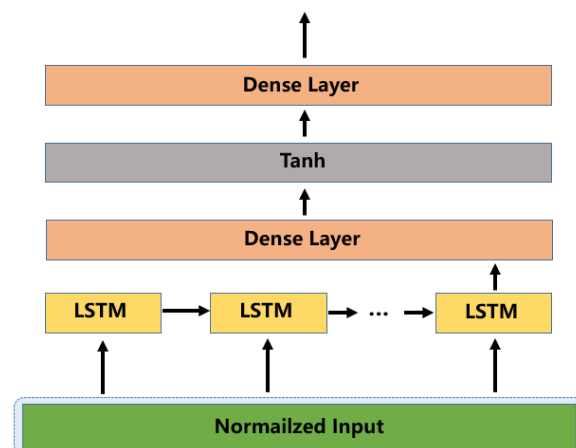 Dense Layer
Tanh
Dense Layer
LSTM LSTM ... LSTM
Normailzed Input